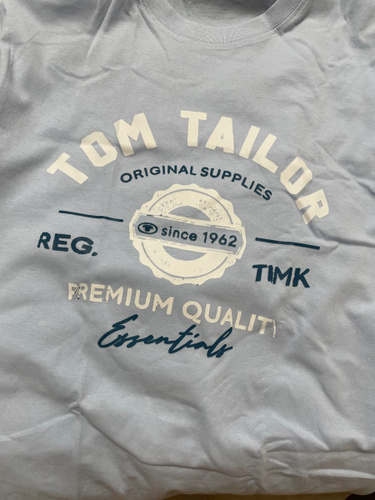 TOM TAILOR
ORIGINAL SUPPLIES
since 1962
REG. TMK
PREMIUM QUALITY
Essentials